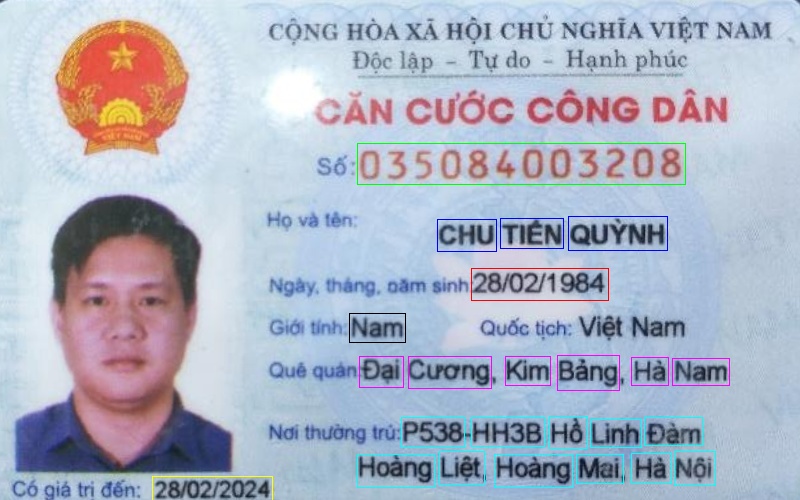 CỘNG HÒA XÃ HỘI CHỦ NGHĨA VIỆT NAM
Độc lập - Tự do - Hạnh phúc
CĂN CƯỚC CÔNG DÂN
Số: 035084003208
Họ và tên:
CHU TIẾN QUỲNH
Ngày, tháng, năm sinh: 28/02/1984
Giới tính: Nam Quốc tịch: Việt Nam
Quê quán: Đại Cương, Kim Bảng, Hà Nam
Nơi thường trú: P538-HH3B Hồ Linh Đàm
Hoàng Liệt, Hoàng Mai, Hà Nội
Có giá trị đến: 28/02/2024